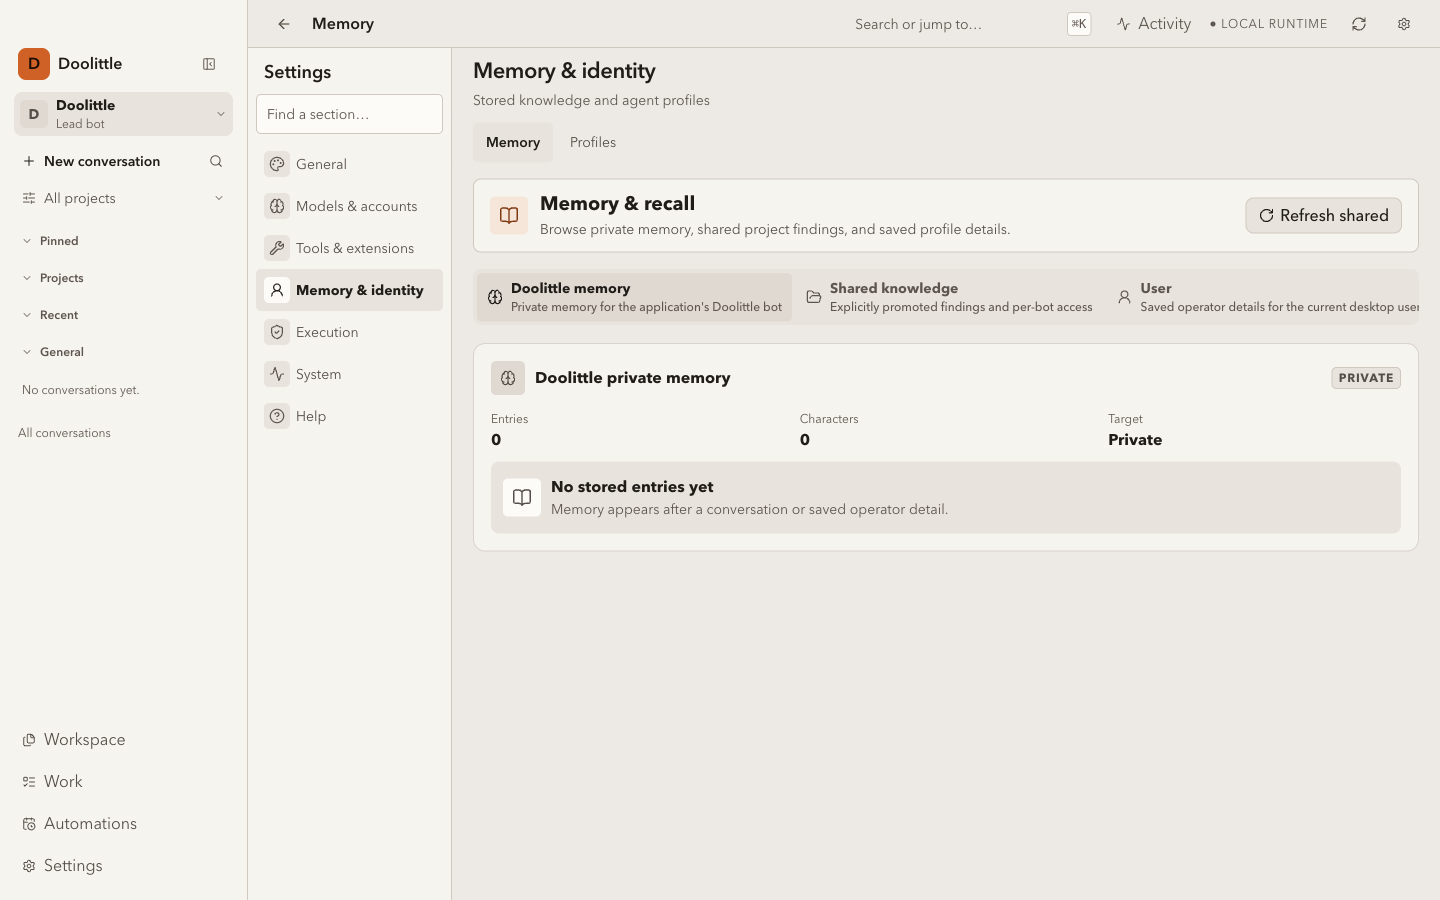 D
Doolittle
D
Doolittle
Lead bot
New conversation
All projects
Pinned
Projects
Recent
General
No conversations yet.
All conversations
Workspace
Work
Automations
Settings
Memory
Search or jump to…
⌘K
Activity
LOCAL RUNTIME
Settings
Find a section…
General
Models & accounts
Tools & extensions
Memory & identity
Execution
System
Help
Memory & identity
Stored knowledge and agent profiles
Memory
Profiles
Memory & recall
Browse private memory, shared project findings, and saved profile details.
Refresh shared
Doolittle memory
Private memory for the application's Doolittle bot
Shared knowledge
Explicitly promoted findings and per-bot access
User
Saved operator details for the current desktop user
Doolittle private memory
PRIVATE
Entries
0
Characters
0
Target
Private
No stored entries yet
Memory appears after a conversation or saved operator detail.